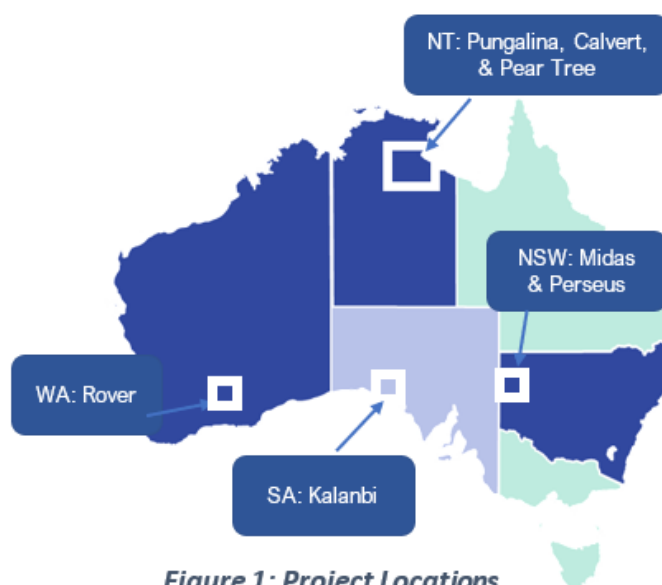 NT: Pungalina, Calvert,
& Pear Tree
NSW: Midas
& Perseus
WA: Rover
SA: Kalanbi
Figure 1: Project Locations